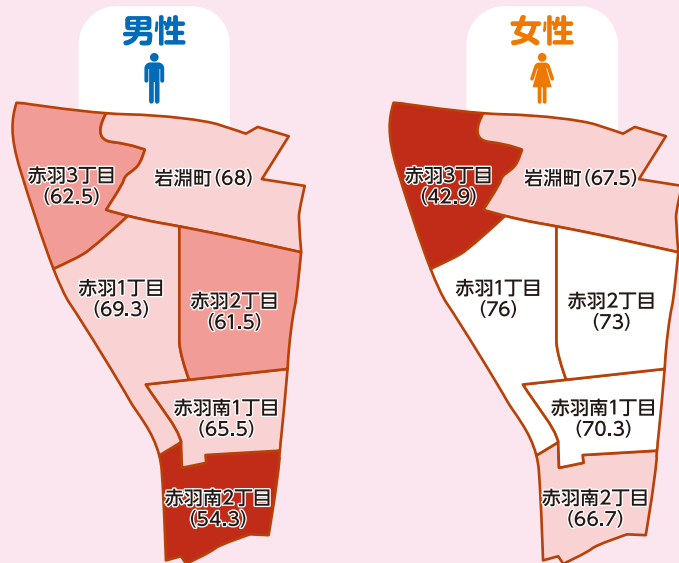 男性
赤羽3丁目
(62.5)
岩淵町(68)
赤羽1丁目
(69.3)
赤羽2丁目
(61.5)
赤羽南1丁目
(65.5)
赤羽南2丁目
(54.3)
女性
赤羽3丁目
(42.9)
岩淵町(67.5)
赤羽1丁目
(76)
赤羽2丁目
(73)
赤羽南1丁目
(70.3)
赤羽南2丁目
(66.7)